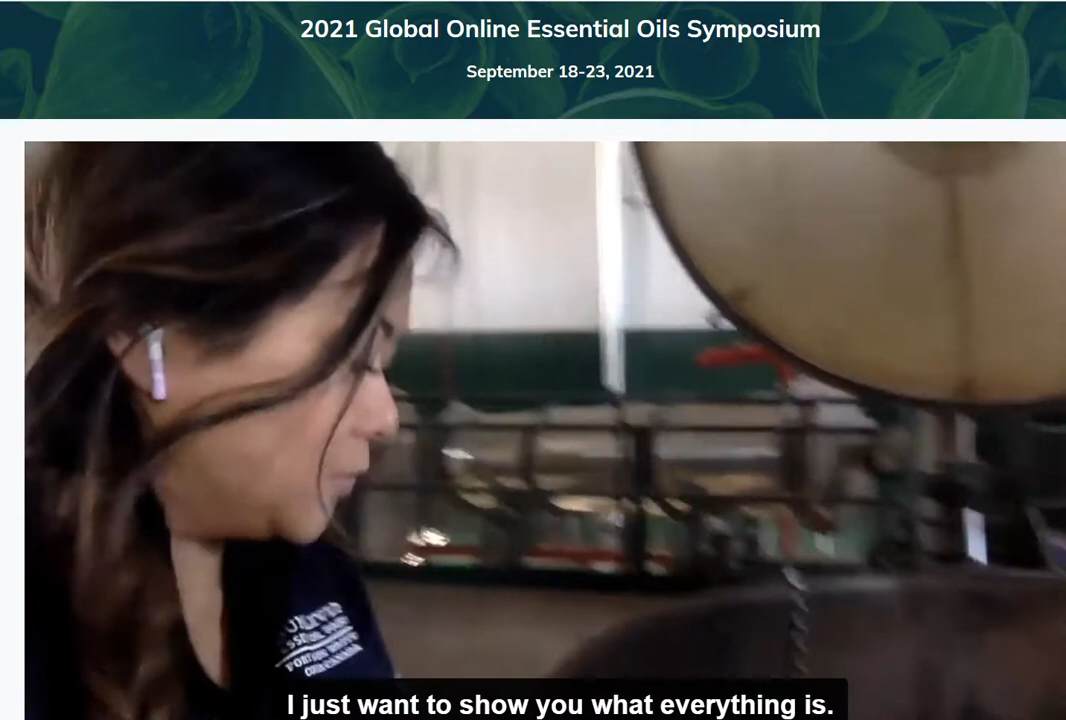 2021 Global Online Essential Oils Symposium
September 18-23, 2021
I just want to show you what everything is.